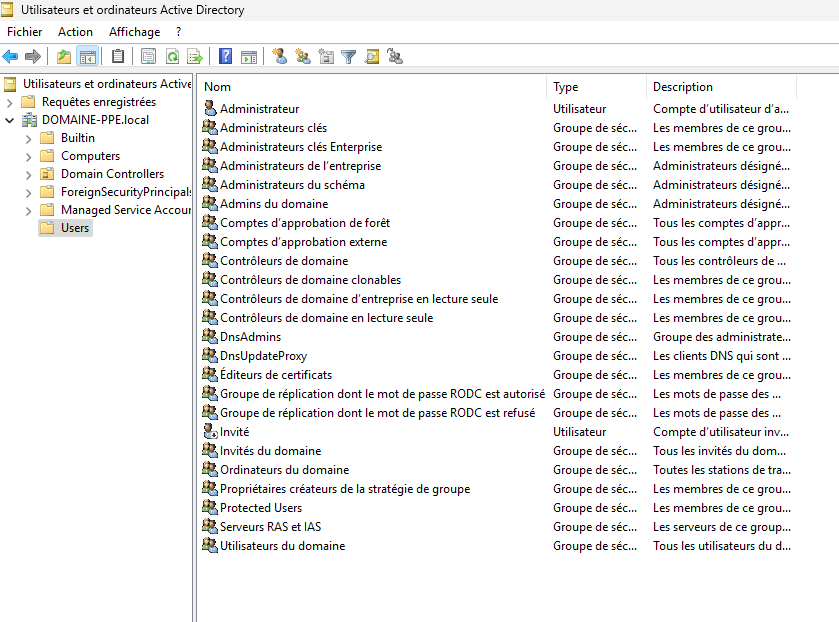 Utilisateurs et ordinateurs Active Directory
Fichier Action Affichage ?
Utilisateurs et ordinateurs Active
Requêtes enregistrées
DOMAINE-PPE.local
Builtin
Computers
Domain Controllers
ForeignSecurityPrincipals
Managed Service Accour
Users
Nom Type Description
Administrateur Utilisateur Compte d'utilisateur d'a...
Administrateurs clés Groupe de séc... Les membres de ce grou...
Administrateurs clés Enterprise Groupe de séc... Les membres de ce grou...
Administrateurs de l'entreprise Groupe de séc... Administrateurs désigné...
Administrateurs du schéma Groupe de séc... Administrateurs désigné...
Admins du domaine Groupe de séc... Administrateurs désigné...
Comptes d'approbation de forêt Groupe de séc... Tous les comptes d'appr...
Comptes d'approbation externe Groupe de séc... Tous les comptes d'appr...
Contrôleurs de domaine Groupe de séc... Tous les contrôleurs de ...
Contrôleurs de domaine clonables Groupe de séc... Les membres de ce grou...
Contrôleurs de domaine d'entreprise en lecture seule Groupe de séc... Les membres de ce grou...
Contrôleurs de domaine en lecture seule Groupe de séc... Les membres de ce grou...
DnsAdmins Groupe de séc... Groupe des administrate...
DnsUpdateProxy Groupe de séc... Les clients DNS qui sont ...
Éditeurs de certificats Groupe de séc... Les membres de ce grou...
Groupe de réplication dont le mot de passe RODC est autorisé Groupe de séc... Les mots de passe des ...
Groupe de réplication dont le mot de passe RODC est refusé Groupe de séc... Les mots de passe des ...
Invité Utilisateur Compte d'utilisateur inv...
Invités du domaine Groupe de séc... Tous les invités du dom...
Ordinateurs du domaine Groupe de séc... Toutes les stations de tra...
Propriétaires créateurs de la stratégie de groupe Groupe de séc... Les membres de ce grou...
Protected Users Groupe de séc... Les membres de ce grou...
Serveurs RAS et IAS Groupe de séc... Les serveurs de ce group...
Utilisateurs du domaine Groupe de séc... Tous les utilisateurs du d...